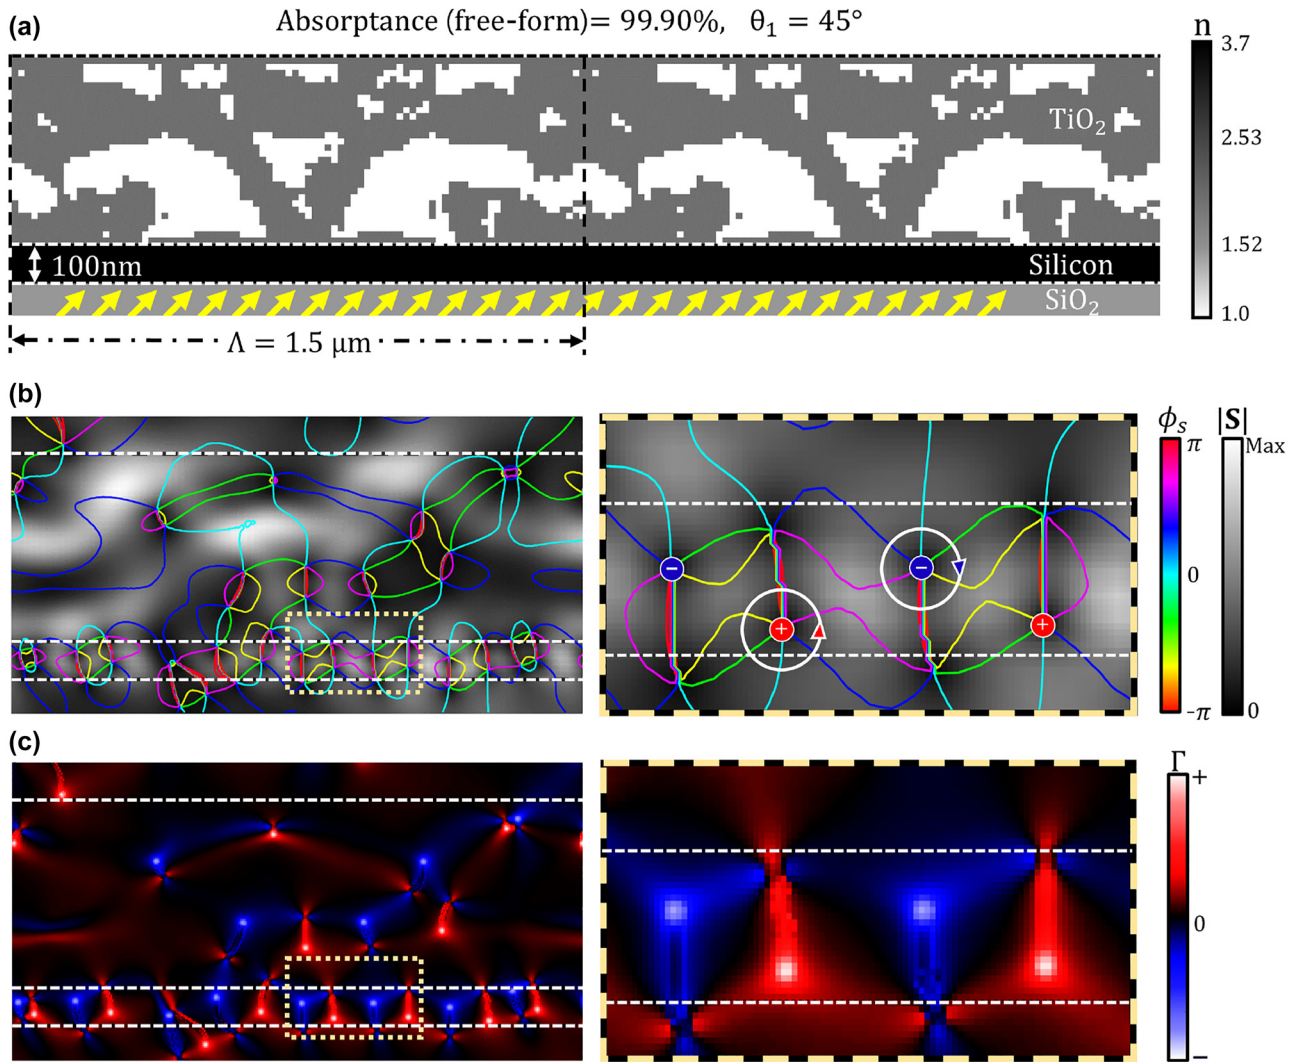 (a)
Absorptance (free-form)= 99.90%, θ₁ = 45°
n
3.7
2.53
1.52
1.0
TiO₂
100nm
Silicon
SiO₂
Λ = 1.5 μm
(b)
ϕₛ
|S|
π
0
-π
Max
0
−
−
+
+
(c)
Γ
+
0
−